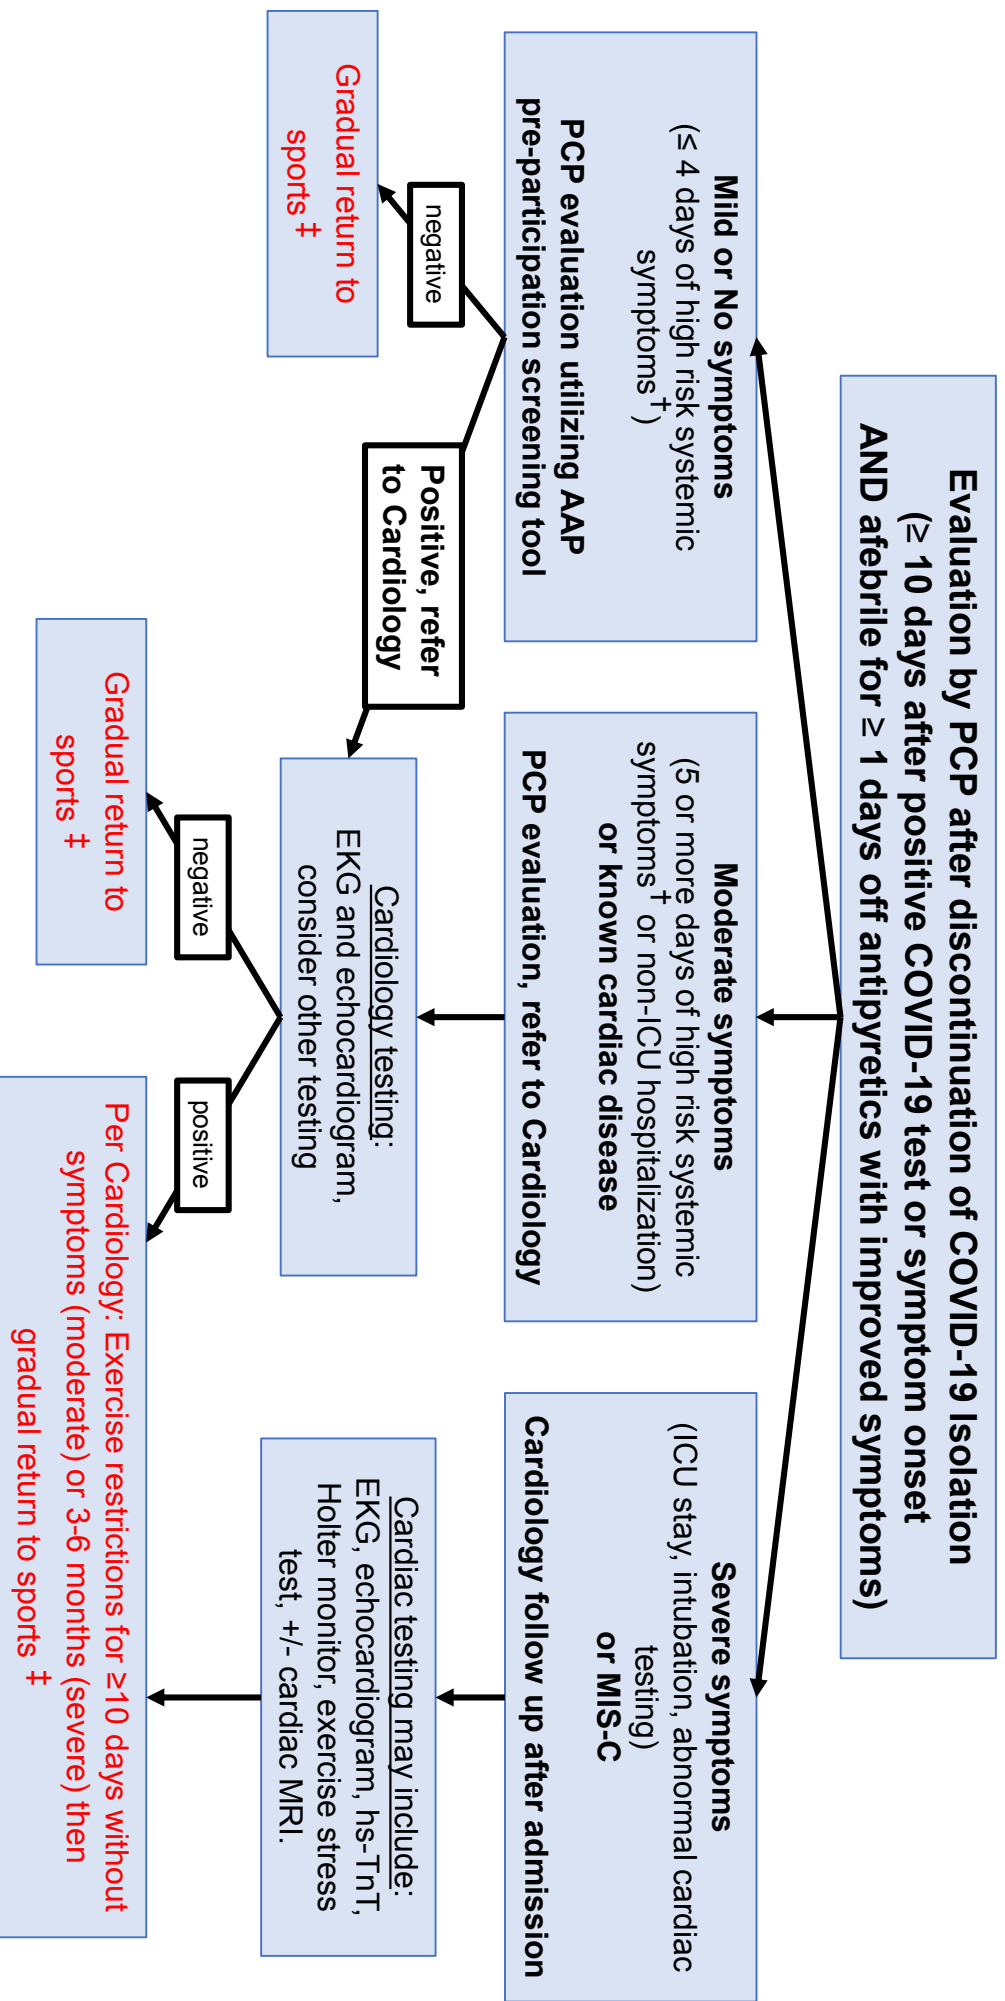 Evaluation by PCP after discontinuation of COVID-19 Isolation
(≥ 10 days after positive COVID-19 test or symptom onset
AND afebrile for ≥ 1 days off antipyretics with improved symptoms)
Mild or No symptoms
(≤ 4 days of high risk systemic
symptoms†)
PCP evaluation utilizing AAP
pre-participation screening tool
Moderate symptoms
(5 or more days of high risk systemic
symptoms† or non-ICU hospitalization)
or known cardiac disease
PCP evaluation, refer to Cardiology
Severe symptoms
(ICU stay, intubation, abnormal cardiac
testing)
or MIS-C
Cardiology follow up after admission
negative
Positive, refer
to Cardiology
Gradual return to
sports ‡
Cardiology testing:
EKG and echocardiogram,
consider other testing
Cardiac testing may include:
EKG, echocardiogram, hs-TnT,
Holter monitor, exercise stress
test, +/- cardiac MRI.
negative
positive
Gradual return to
sports ‡
Per Cardiology: Exercise restrictions for ≥10 days without
symptoms (moderate) or 3-6 months (severe) then
gradual return to sports ‡